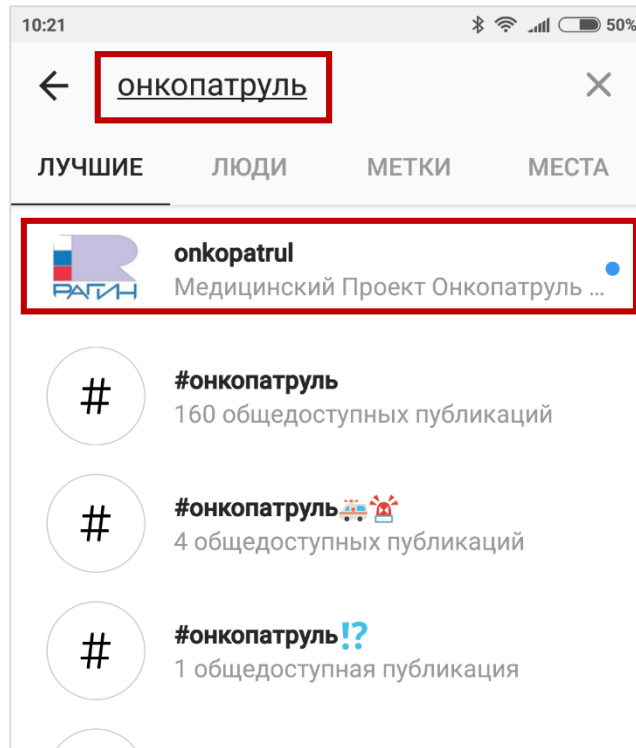 10:21 50%
онкопатруль
ЛУЧШИЕ ЛЮДИ МЕТКИ МЕСТА
onkopatrul
РАГИН Медицинский Проект Онкопатруль ...
#онкопатруль
# 160 общедоступных публикаций
#онкопатруль🚑🚨
# 4 общедоступных публикаций
#онкопатруль⁉
# 1 общедоступная публикация